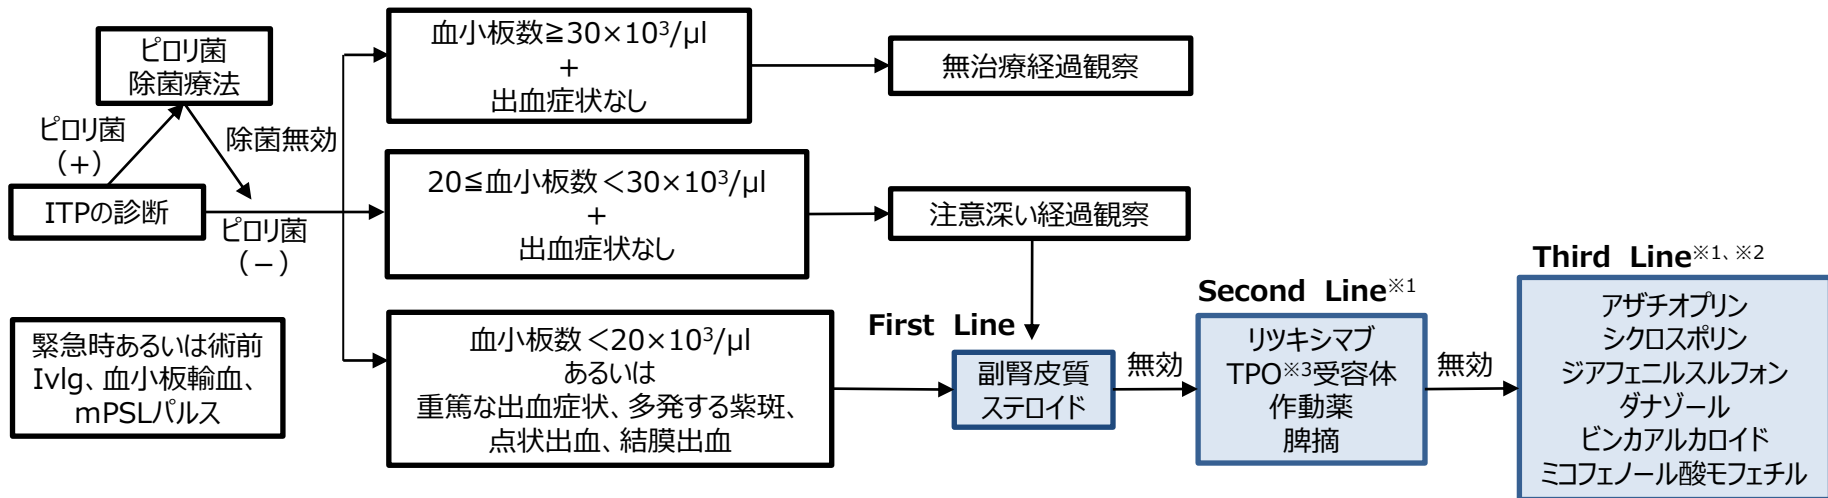 ピロリ菌
除菌療法
ピロリ菌
(+)
除菌無効
ITPの診断
ピロリ菌
(-)
緊急時あるいは術前
IvIg、血小板輸血、
mPSLパルス
血小板数≧30×10³/μl
+
出血症状なし
無治療経過観察
20≦血小板数<30×10³/μl
+
出血症状なし
注意深い経過観察
血小板数<20×10³/μl
あるいは
重篤な出血症状、多発する紫斑、
点状出血、結膜出血
First Line
副腎皮質
ステロイド
無効
Second Line※1
リツキシマブ
TPO※3受容体
作動薬
脾摘
無効
Third Line※1、※2
アザチオプリン
シクロスポリン
ジアフェニルスルフォン
ダナゾール
ビンカアルカロイド
ミコフェノール酸モフェチル